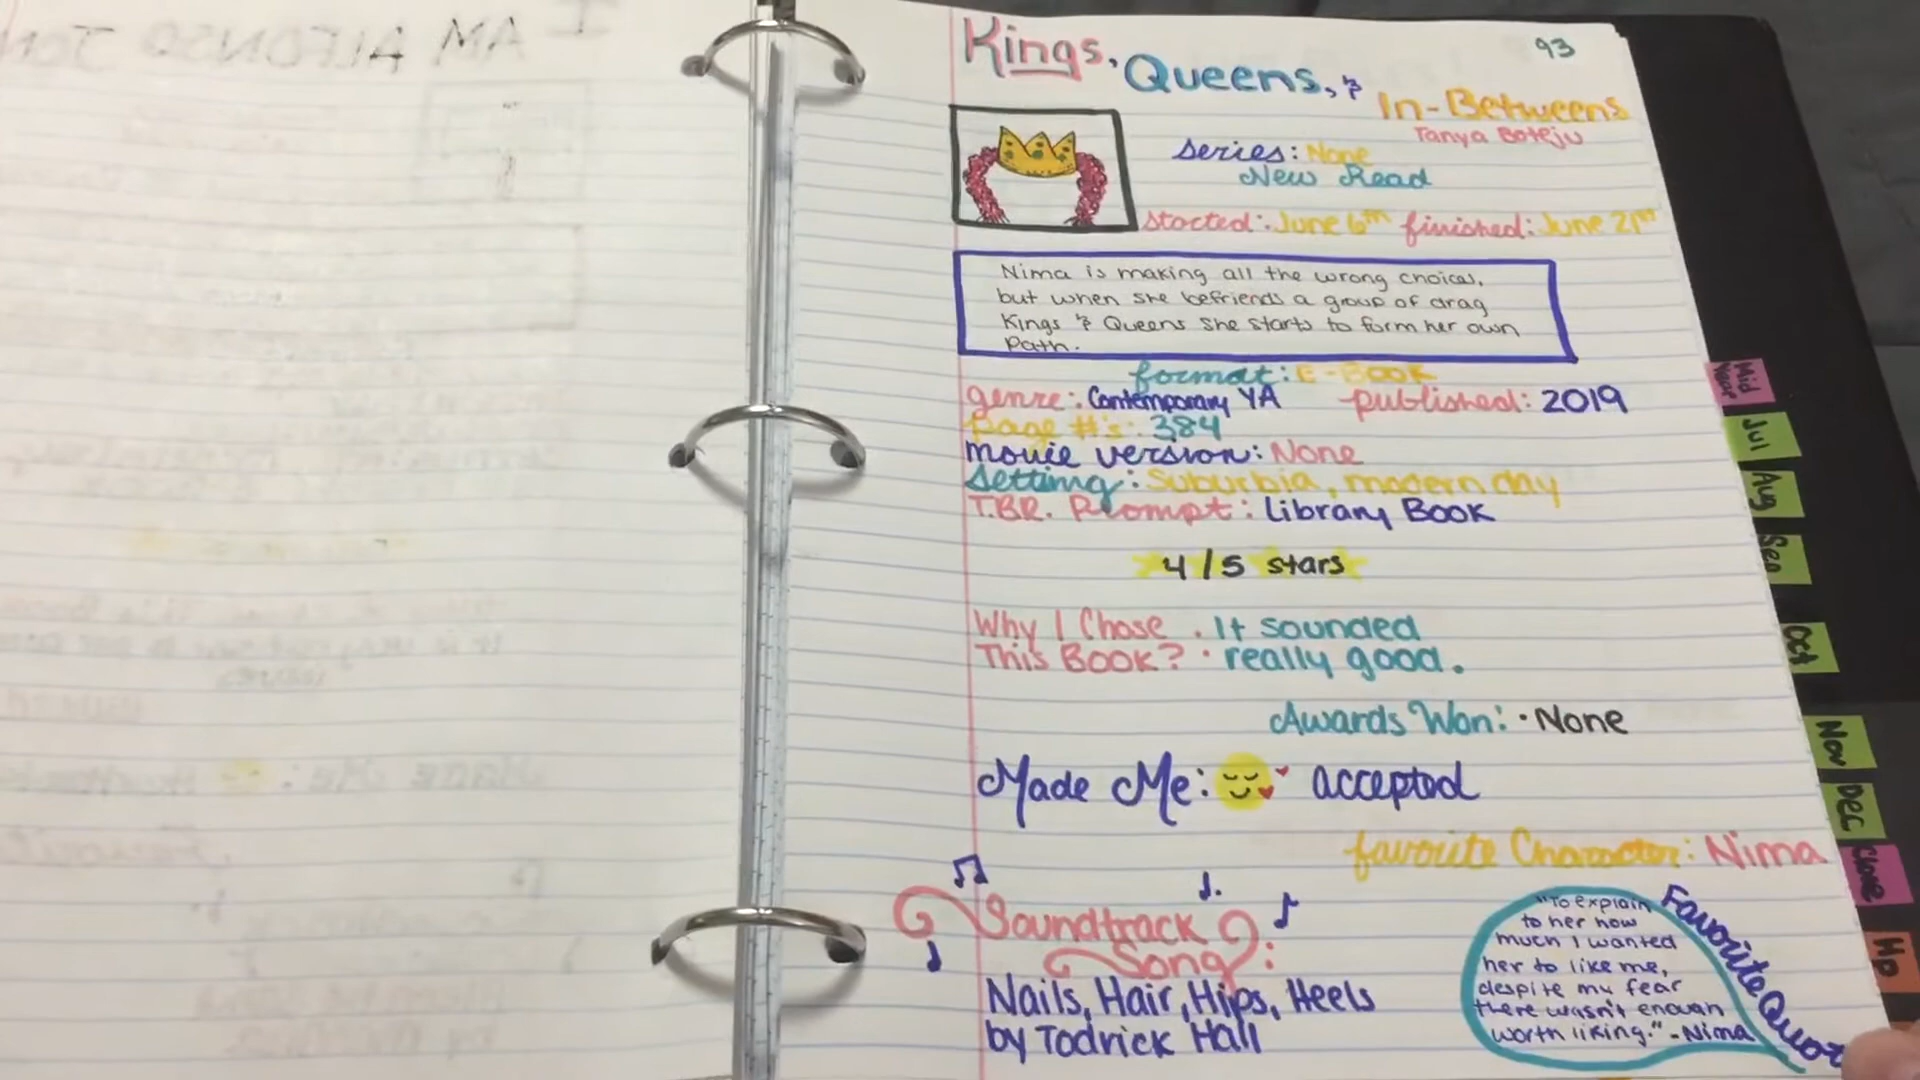 I AM ALFONSO JON
93
Kings,
Queens, &
In-Betweens
Tanya Boteju
Series: None
New Read
started: June 6th finished: June 21st
Nima is making all the wrong choices,
but when she befriends a group of drag
Kings & Queens she starts to form her own
Path.
format: E-Book
genre: Contemporary YA published: 2019
Page #'s: 384
movie version: None
Setting: Suburbia, modern day
T.B.R. Prompt: Library Book
4/5 stars
Why I Chose : It sounded
This Book? · really good.
Awards Won: ·None
Made Me: accepted
favorite Character: Nima
Soundtrack
Song:
Nails, Hair, Hips, Heels
by Todrick Hall
Favorite Quot
"To explain
to her how
much I wanted
her to like me,
despite my fear
there wasn't enough
worth liking." -Nima
Mid
Year
Jul
Aug
Sep
Oct
Nov
Dec
Clone
Hp